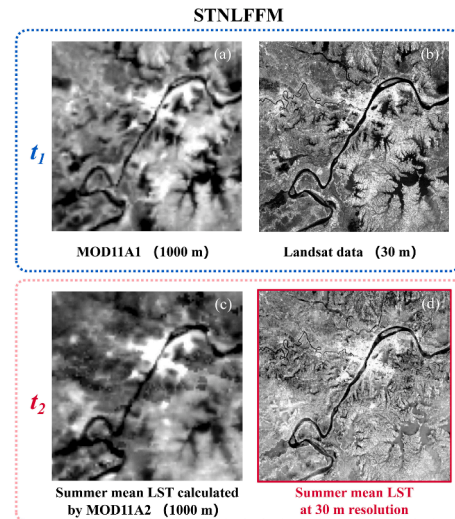 STNLFFM
t1
(a)
(b)
MOD11A1 (1000 m)
Landsat data (30 m)
t2
(c)
(d)
Summer mean LST calculated
by MOD11A2 (1000 m)
Summer mean LST
at 30 m resolution